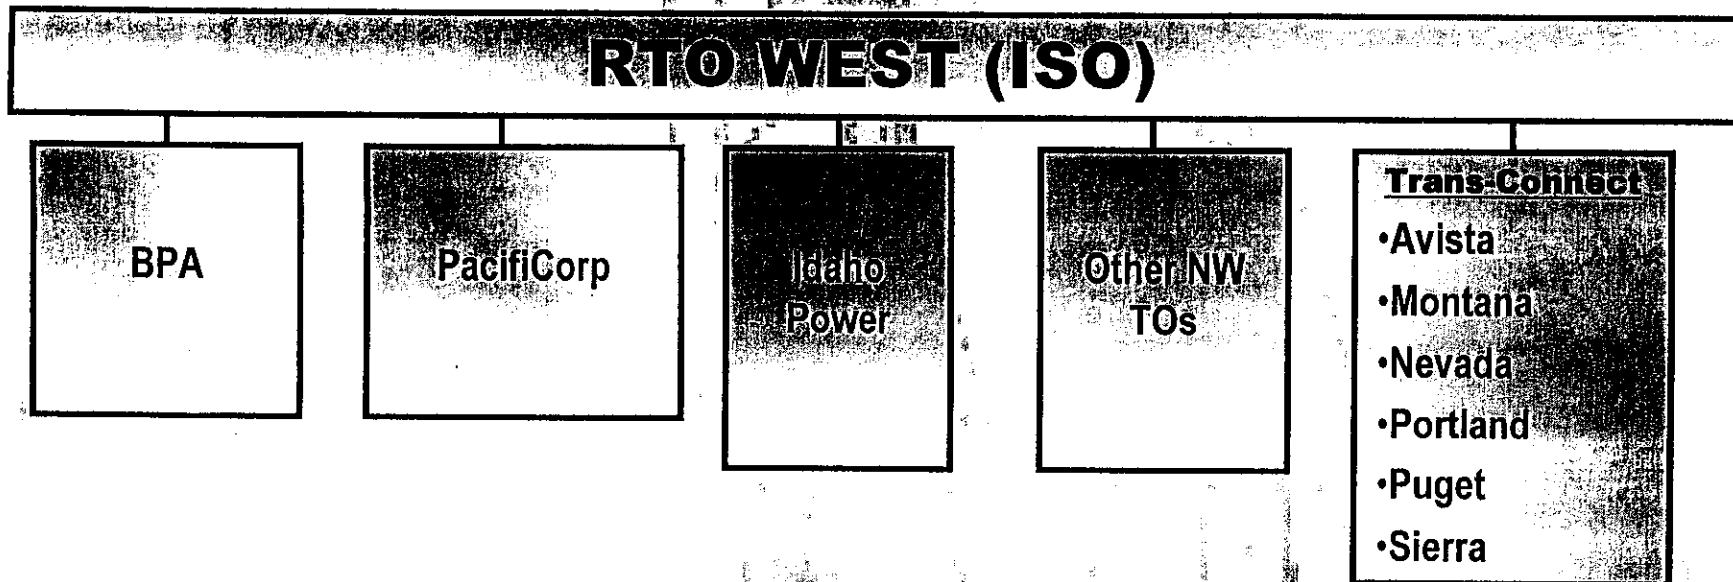 RTO WEST (ISO)
BPA
PacifiCorp
Idaho
Power
Other NW
TOs
Trans-Connect
•Avista
•Montana
•Nevada
•Portland
•Puget
•Sierra